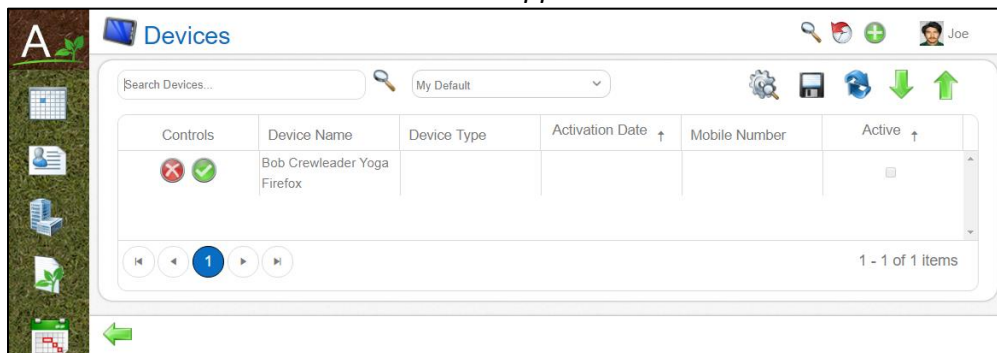 A
Devices
Joe
Search Devices...
My Default
Controls
Device Name
Device Type
Activation Date
Mobile Number
Active
Bob Crewleader Yoga
Firefox
1
1 - 1 of 1 items